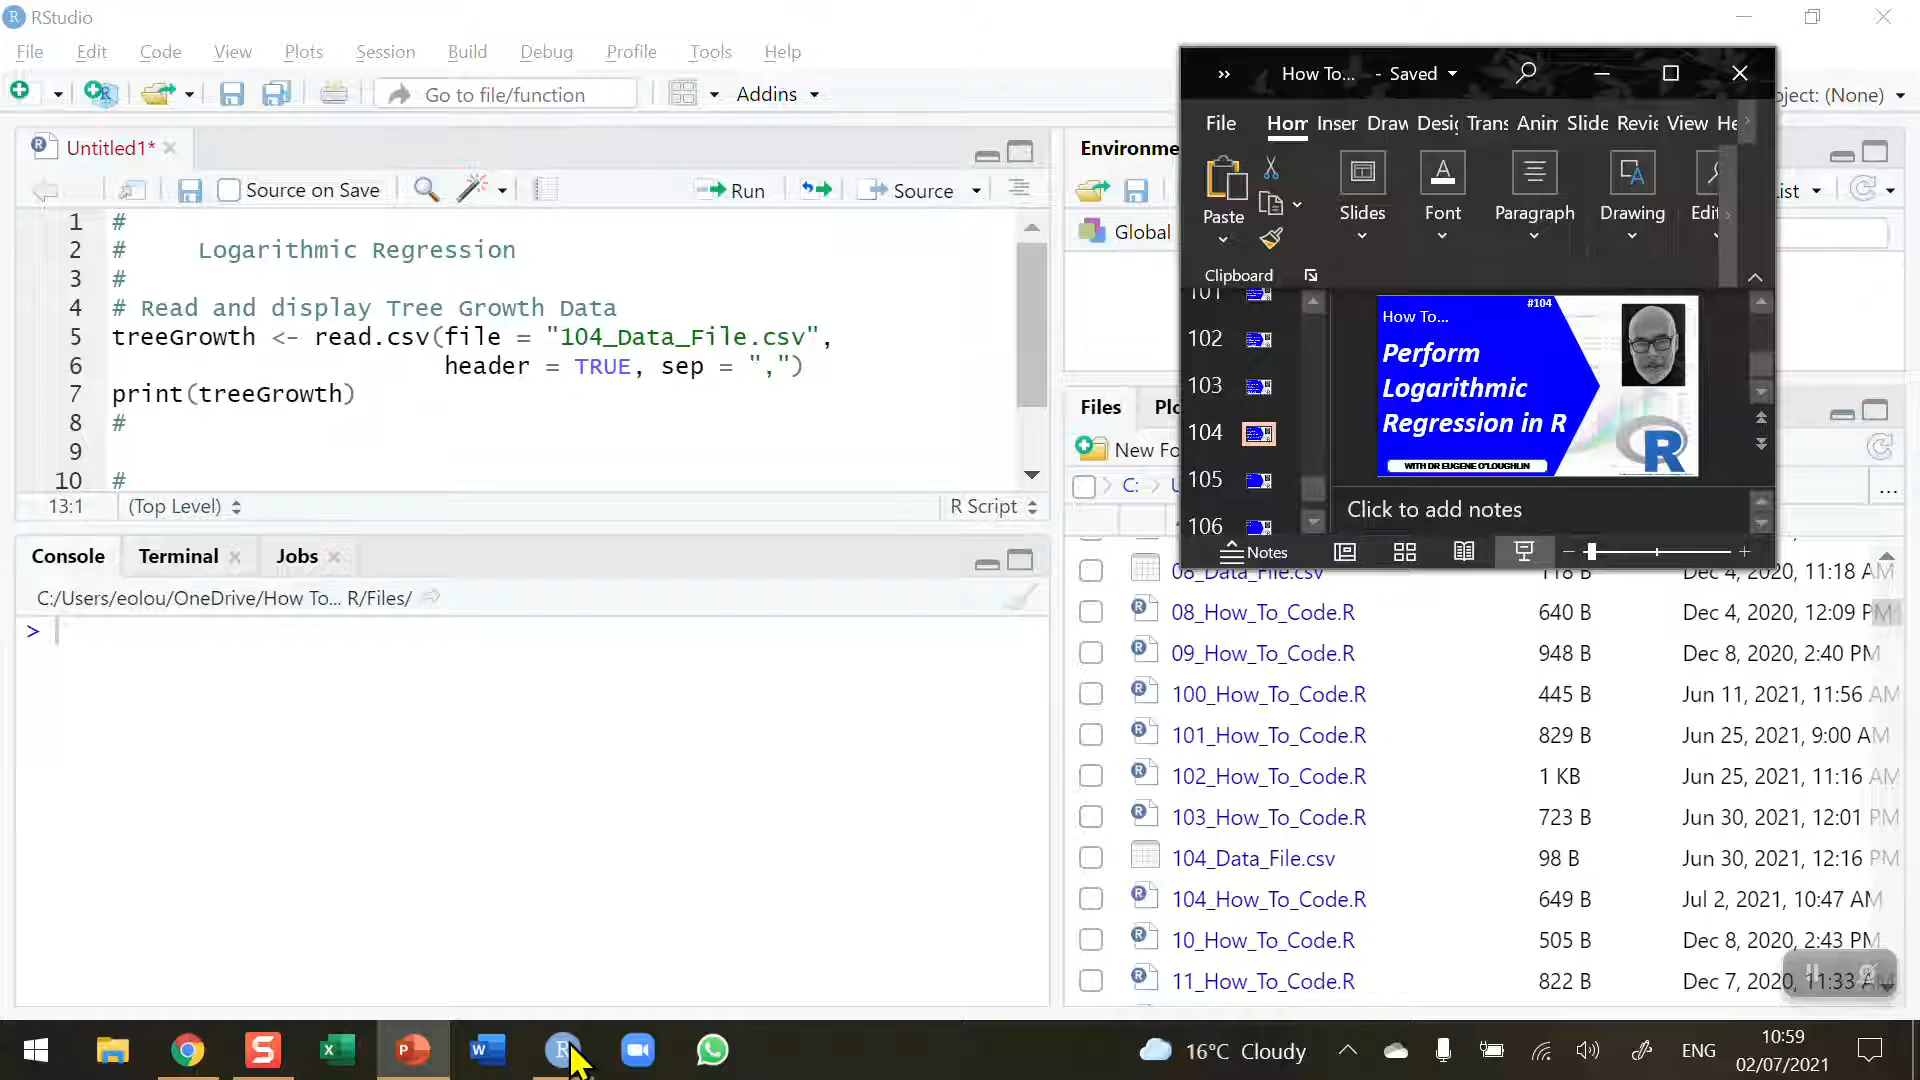 RStudio
File Edit Code View Plots Session Build Debug Profile Tools Help
Go to file/function
Addins
ject: (None)
Untitled1*
Source on Save
Run
Source
1 #
2 # Logarithmic Regression
3 #
4 # Read and display Tree Growth Data
5 treeGrowth <- read.csv(file = "104_Data_File.csv",
6 header = TRUE, sep = ",")
7 print(treeGrowth)
8 #
9
10 #
13:1 (Top Level)
R Script
Console Terminal Jobs
C:/Users/eolou/OneDrive/How To... R/Files/
>
Environme
ist
Global
Files Plo
New Fo
C: U
...
08_Data_File.csv 118 B Dec 4, 2020, 11:18 AM
08_How_To_Code.R 640 B Dec 4, 2020, 12:09 PM
09_How_To_Code.R 948 B Dec 8, 2020, 2:40 PM
100_How_To_Code.R 445 B Jun 11, 2021, 11:56 AM
101_How_To_Code.R 829 B Jun 25, 2021, 9:00 AM
102_How_To_Code.R 1 KB Jun 25, 2021, 11:16 AM
103_How_To_Code.R 723 B Jun 30, 2021, 12:01 PM
104_Data_File.csv 98 B Jun 30, 2021, 12:16 PM
104_How_To_Code.R 649 B Jul 2, 2021, 10:47 AM
10_How_To_Code.R 505 B Dec 8, 2020, 2:43 PM
11_How_To_Code.R 822 B Dec 7, 2020, 11:33 AM
How To... - Saved
File Hom Inser Draw Desig Trans Anim Slide Revie View He
Paste
Slides
Font
Paragraph
Drawing
Edit
Clipboard
101
102
103
104
105
106
#104
How To...
Perform
Logarithmic
Regression in R
WITH DR EUGENE O'LOUGHLIN
R
Click to add notes
Notes
16°C Cloudy
ENG
10:59
02/07/2021